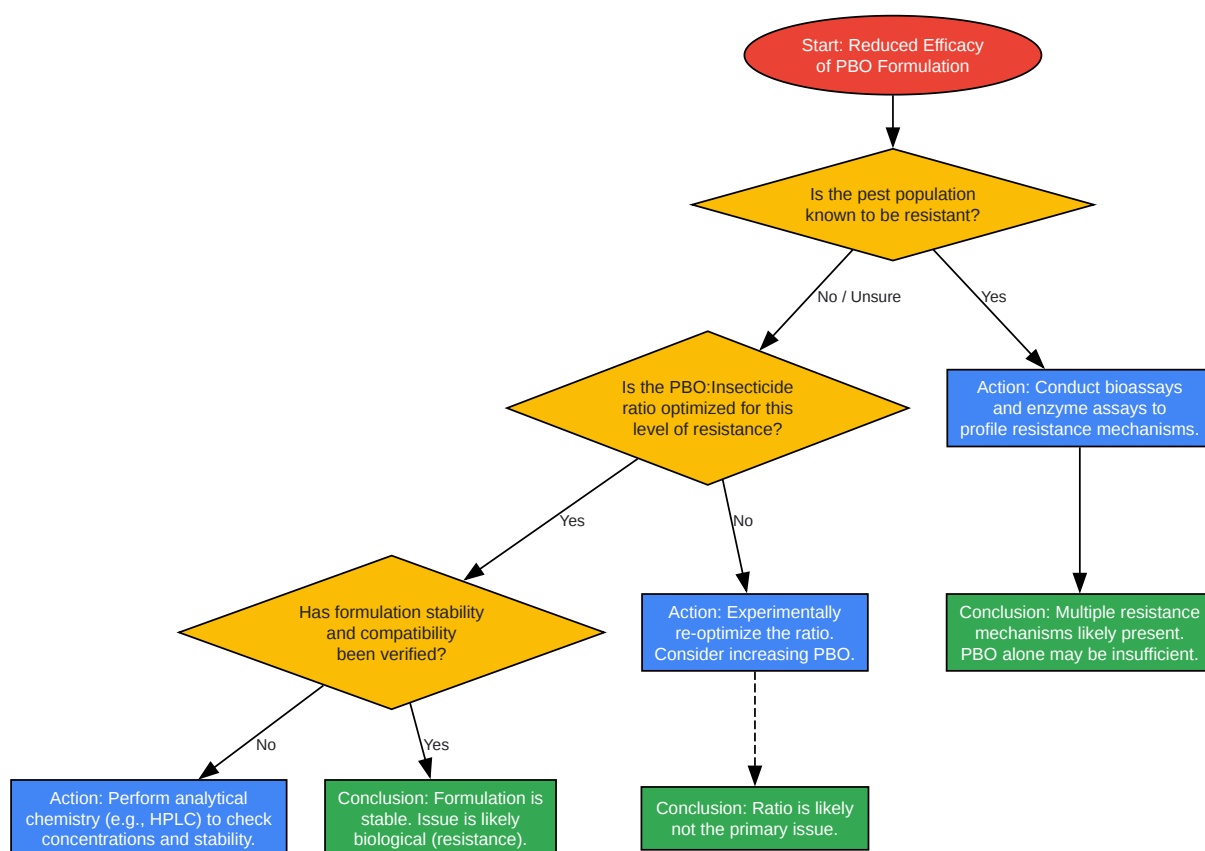 Start: Reduced Efficacy
of PBO Formulation
Is the pest population
known to be resistant?
No / Unsure
Yes
Is the PBO:Insecticide
ratio optimized for this
level of resistance?
Action: Conduct bioassays
and enzyme assays to
profile resistance mechanisms.
Yes
No
Has formulation stability
and compatibility
been verified?
Action: Experimentally
re-optimize the ratio.
Consider increasing PBO.
Conclusion: Multiple resistance
mechanisms likely present.
PBO alone may be insufficient.
No
Yes
Action: Perform analytical
chemistry (e.g., HPLC) to check
concentrations and stability.
Conclusion: Formulation is
stable. Issue is likely
biological (resistance).
Conclusion: Ratio is likely
not the primary issue.